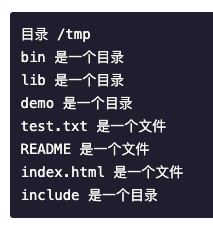 目录 /tmp
bin 是一个目录
lib 是一个目录
demo 是一个目录
test.txt 是一个文件
README 是一个文件
index.html 是一个文件
include 是一个目录